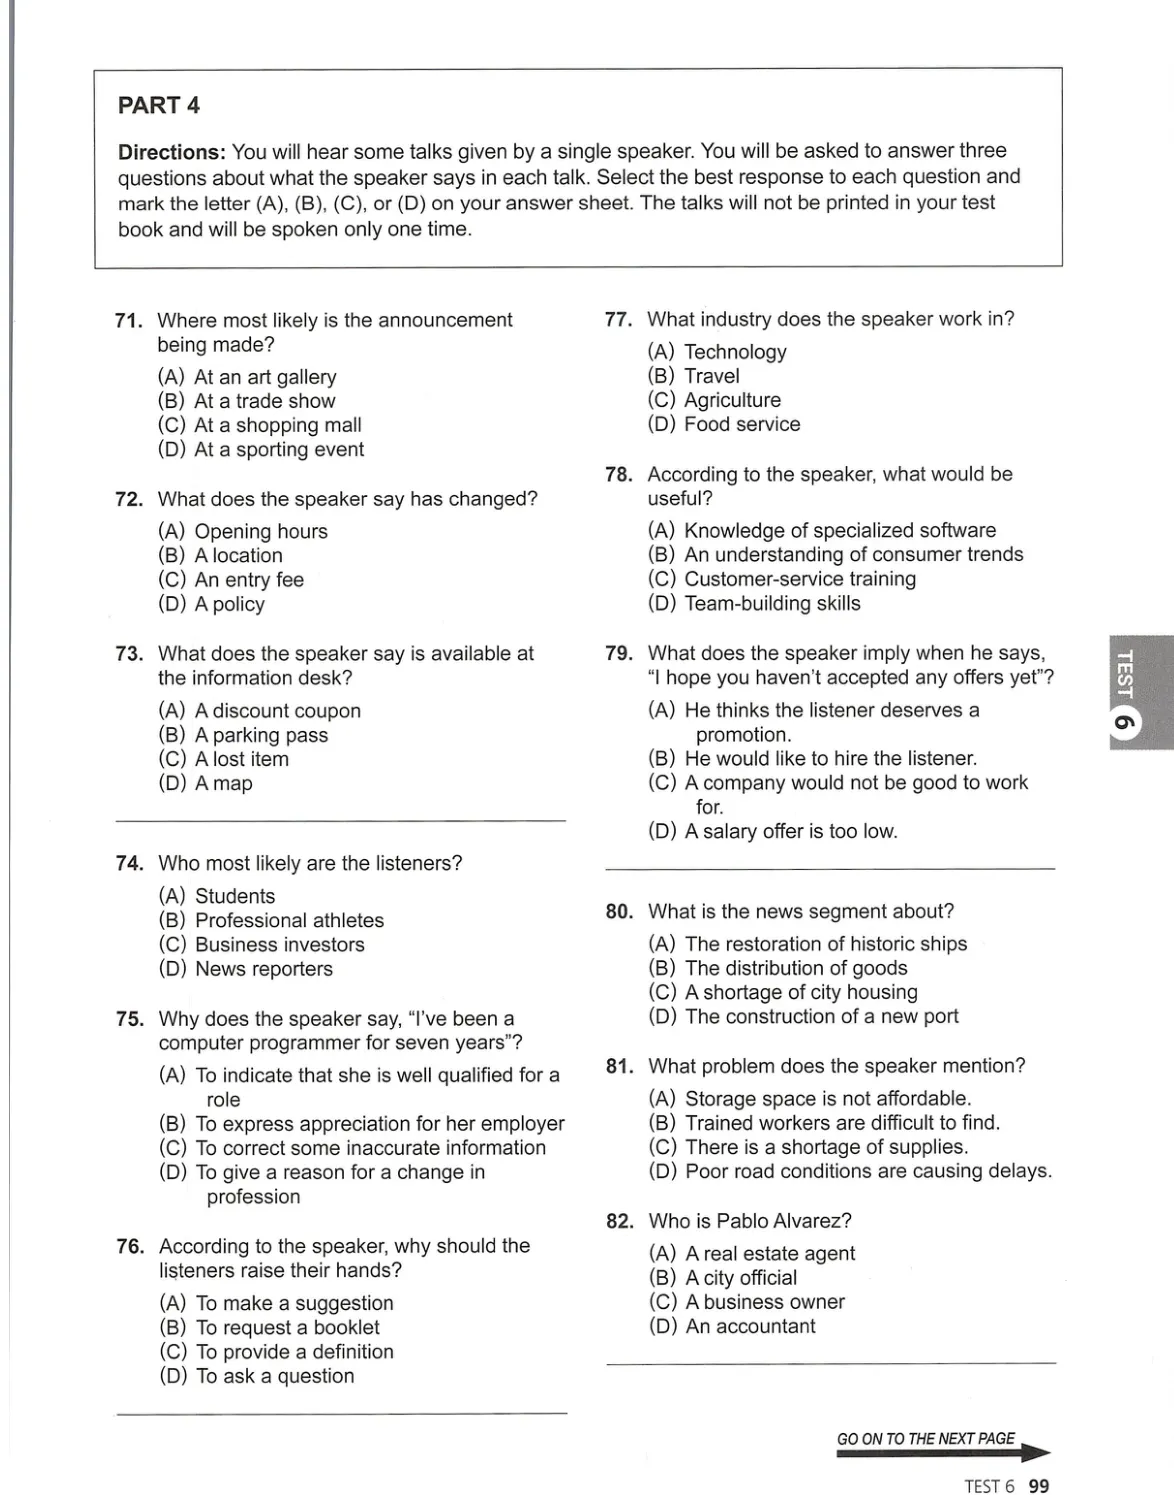 PART 4
Directions: You will hear some talks given by a single speaker. You will be asked to answer three
questions about what the speaker says in each talk. Select the best response to each question and
mark the letter (A), (B), (C), or (D) on your answer sheet. The talks will not be printed in your test
book and will be spoken only one time.
71. Where most likely is the announcement
being made?
(A) At an art gallery
(B) At a trade show
(C) At a shopping mall
(D) At a sporting event
72. What does the speaker say has changed?
(A) Opening hours
(B) A location
(C) An entry fee
(D) A policy
73. What does the speaker say is available at
the information desk?
(A) A discount coupon
(B) A parking pass
(C) A lost item
(D) A map
74. Who most likely are the listeners?
(A) Students
(B) Professional athletes
(C) Business investors
(D) News reporters
75. Why does the speaker say, “I’ve been a
computer programmer for seven years”?
(A) To indicate that she is well qualified for a
role
(B) To express appreciation for her employer
(C) To correct some inaccurate information
(D) To give a reason for a change in
profession
76. According to the speaker, why should the
listeners raise their hands?
(A) To make a suggestion
(B) To request a booklet
(C) To provide a definition
(D) To ask a question
77. What industry does the speaker work in?
(A) Technology
(B) Travel
(C) Agriculture
(D) Food service
78. According to the speaker, what would be
useful?
(A) Knowledge of specialized software
(B) An understanding of consumer trends
(C) Customer-service training
(D) Team-building skills
79. What does the speaker imply when he says,
“I hope you haven’t accepted any offers yet”?
(A) He thinks the listener deserves a
promotion.
(B) He would like to hire the listener.
(C) A company would not be good to work
for.
(D) A salary offer is too low.
80. What is the news segment about?
(A) The restoration of historic ships
(B) The distribution of goods
(C) A shortage of city housing
(D) The construction of a new port
81. What problem does the speaker mention?
(A) Storage space is not affordable.
(B) Trained workers are difficult to find.
(C) There is a shortage of supplies.
(D) Poor road conditions are causing delays.
82. Who is Pablo Alvarez?
(A) A real estate agent
(B) A city official
(C) A business owner
(D) An accountant
TEST 6
GO ON TO THE NEXT PAGE
TEST 6 99